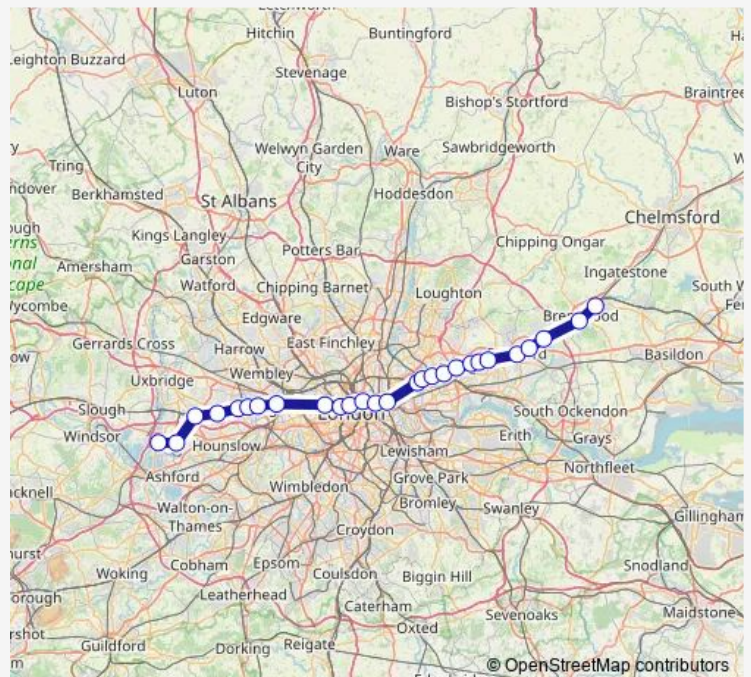 Hitchin
Buntingford
Leighton Buzzard
Stevenage
Luton
Bishop's Stortford
Braintree
Welwyn Garden
City
Ware
Sawbridgeworth
Tring
Berkhamsted
St Albans
Hoddesdon
Chelmsford
Kings Langley
Potters Bar
Chipping Ongar
Garston
Amersham
Ingatestone
Watford
Chipping Barnet
Loughton
Edgware
Gerrards Cross
Harrow
East Finchley
Basildon
Wembley
Uxbridge
Slough
London
South Ockendon
Windsor
Hounslow
Erith
Grays
Lewisham
Ashford
Northfleet
Grove Park
Wimbledon
Bromley
Swanley
Walton-on-
Thames
Gillingham
Croydon
Cobham
Epsom
Coulsdon
Biggin Hill
Snodland
Woking
Leatherhead
Caterham
Sevenoaks
Maidstone
Oxted
Guildford
Dorking
Reigate
© OpenStreetMap contributors